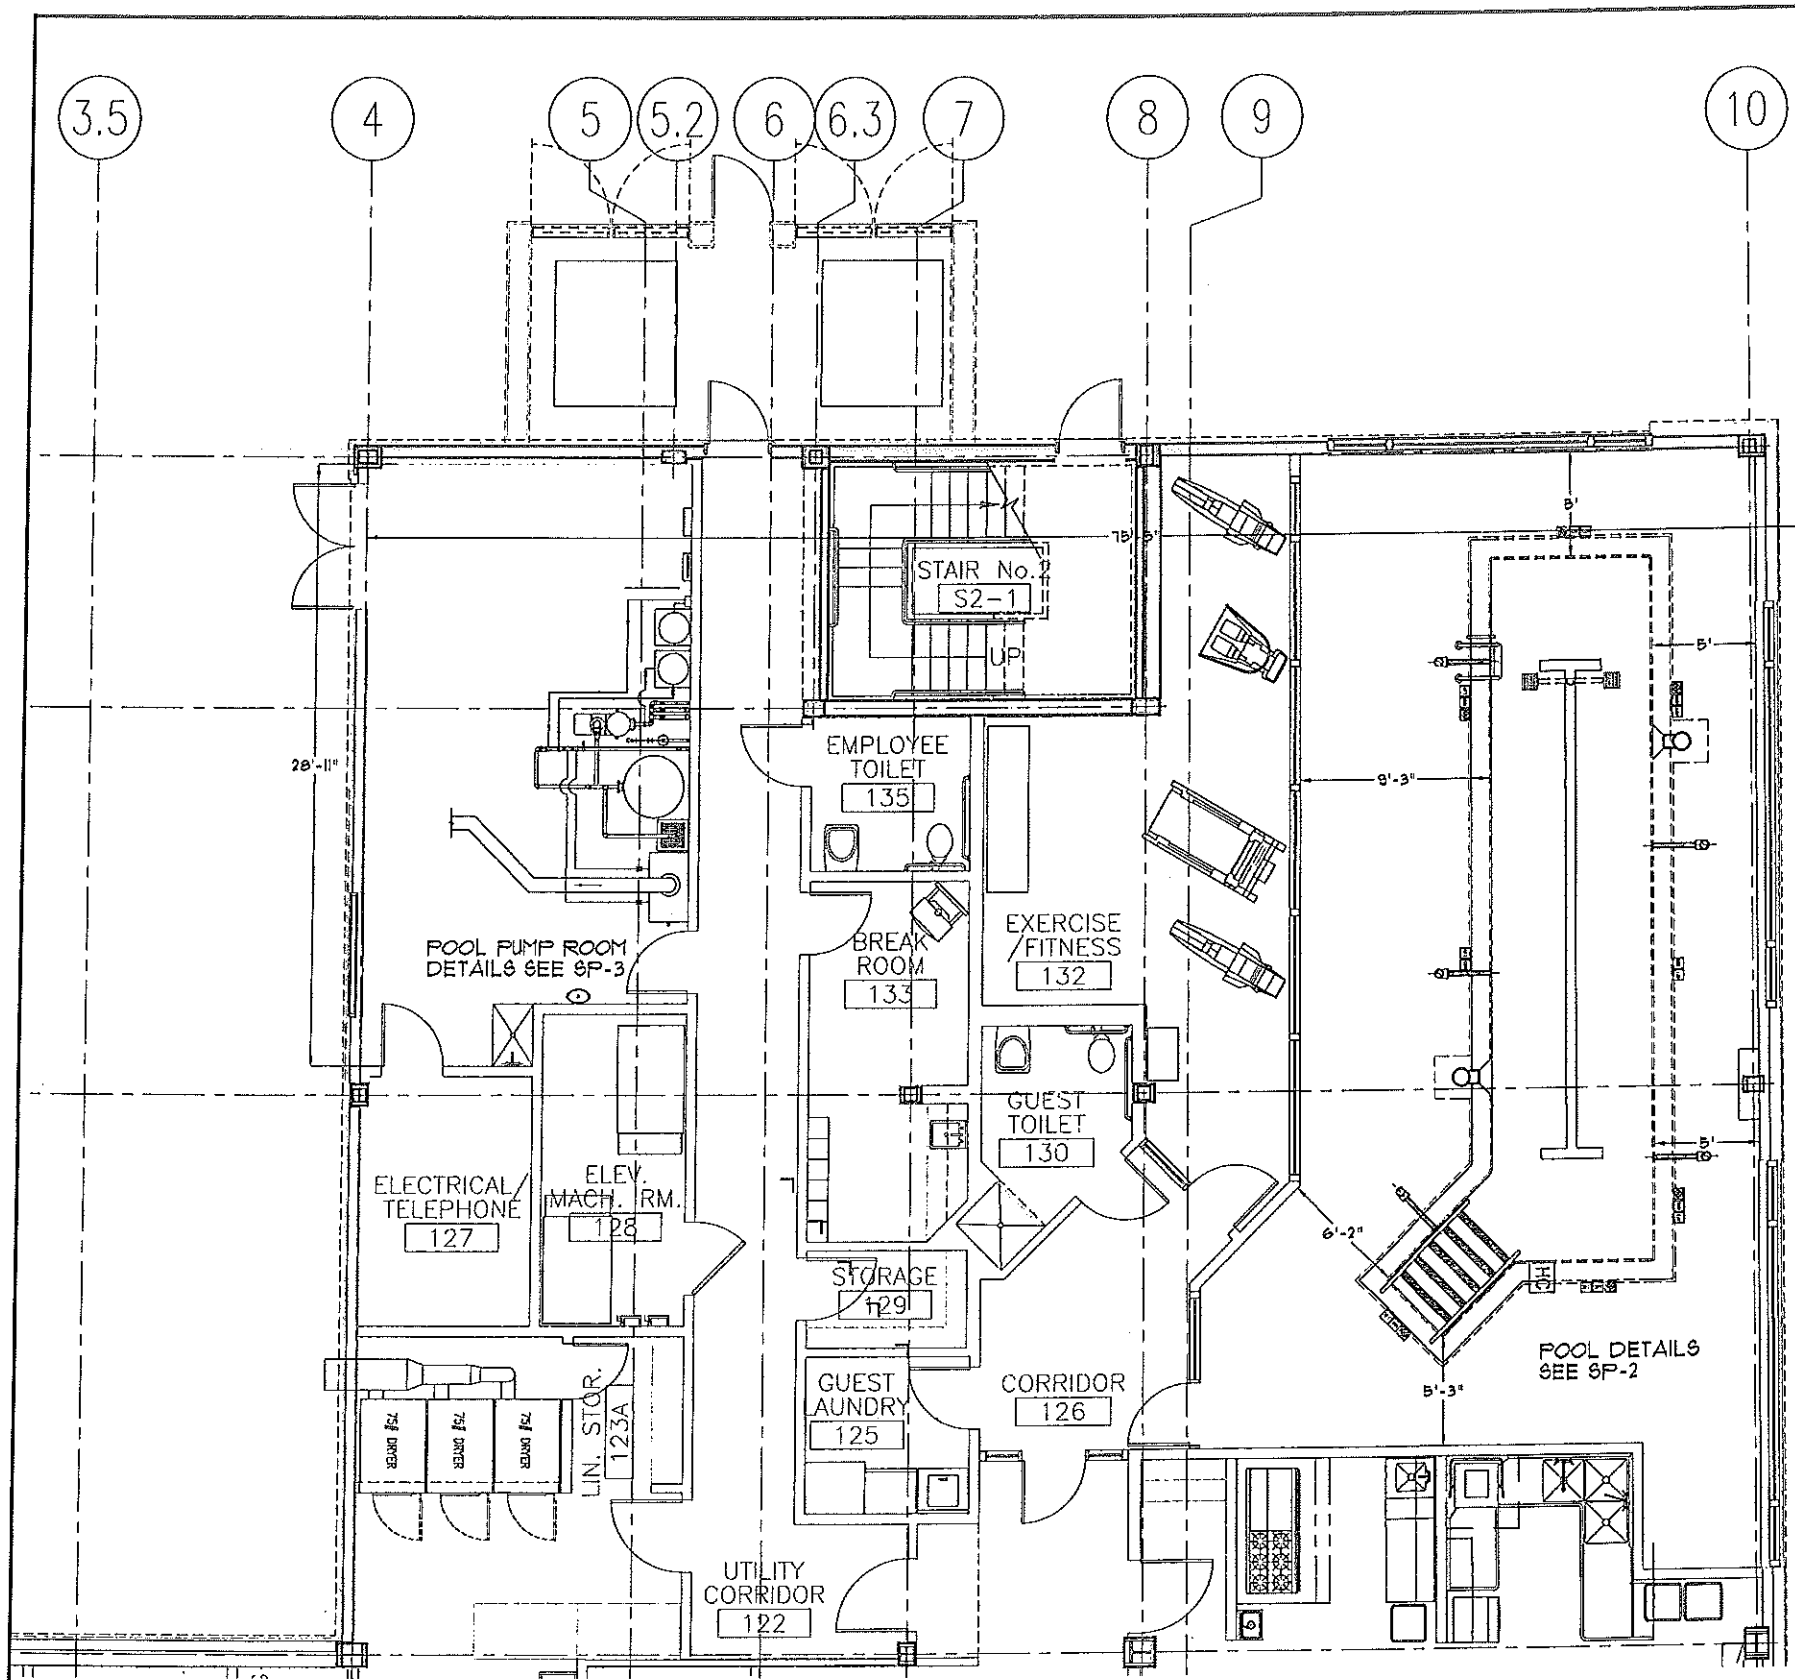 3.5
4
5
5.2
6
6.3
7
8
9
10
STAIR No.2
S2-1
UP
5'
5'
28'-11"
9'-3"
EMPLOYEE
TOILET
135
EXERCISE
/FITNESS
132
BREAK
ROOM
133
POOL PUMP ROOM
DETAILS SEE SP-3
GUEST
TOILET
130
5'
ELECTRICAL/
TELEPHONE
127
ELEV.
MACH. RM.
128
6'-2"
STORAGE
129
HC
POOL DETAILS
SEE SP-2
5'-3"
GUEST
LAUNDRY
125
CORRIDOR
126
LIN. STOR.
123A
75# DRYER
75# DRYER
75# DRYER
UTILITY
CORRIDOR
122